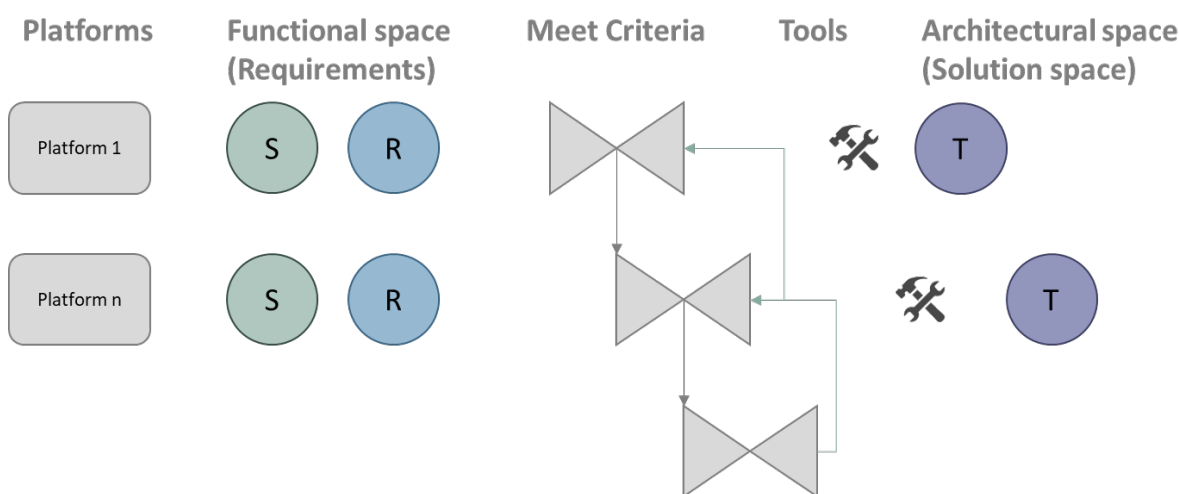 Platforms
Functional space
(Requirements)
Meet Criteria
Tools
Architectural space
(Solution space)
Platform 1
S
R
T
Platform n
S
R
T